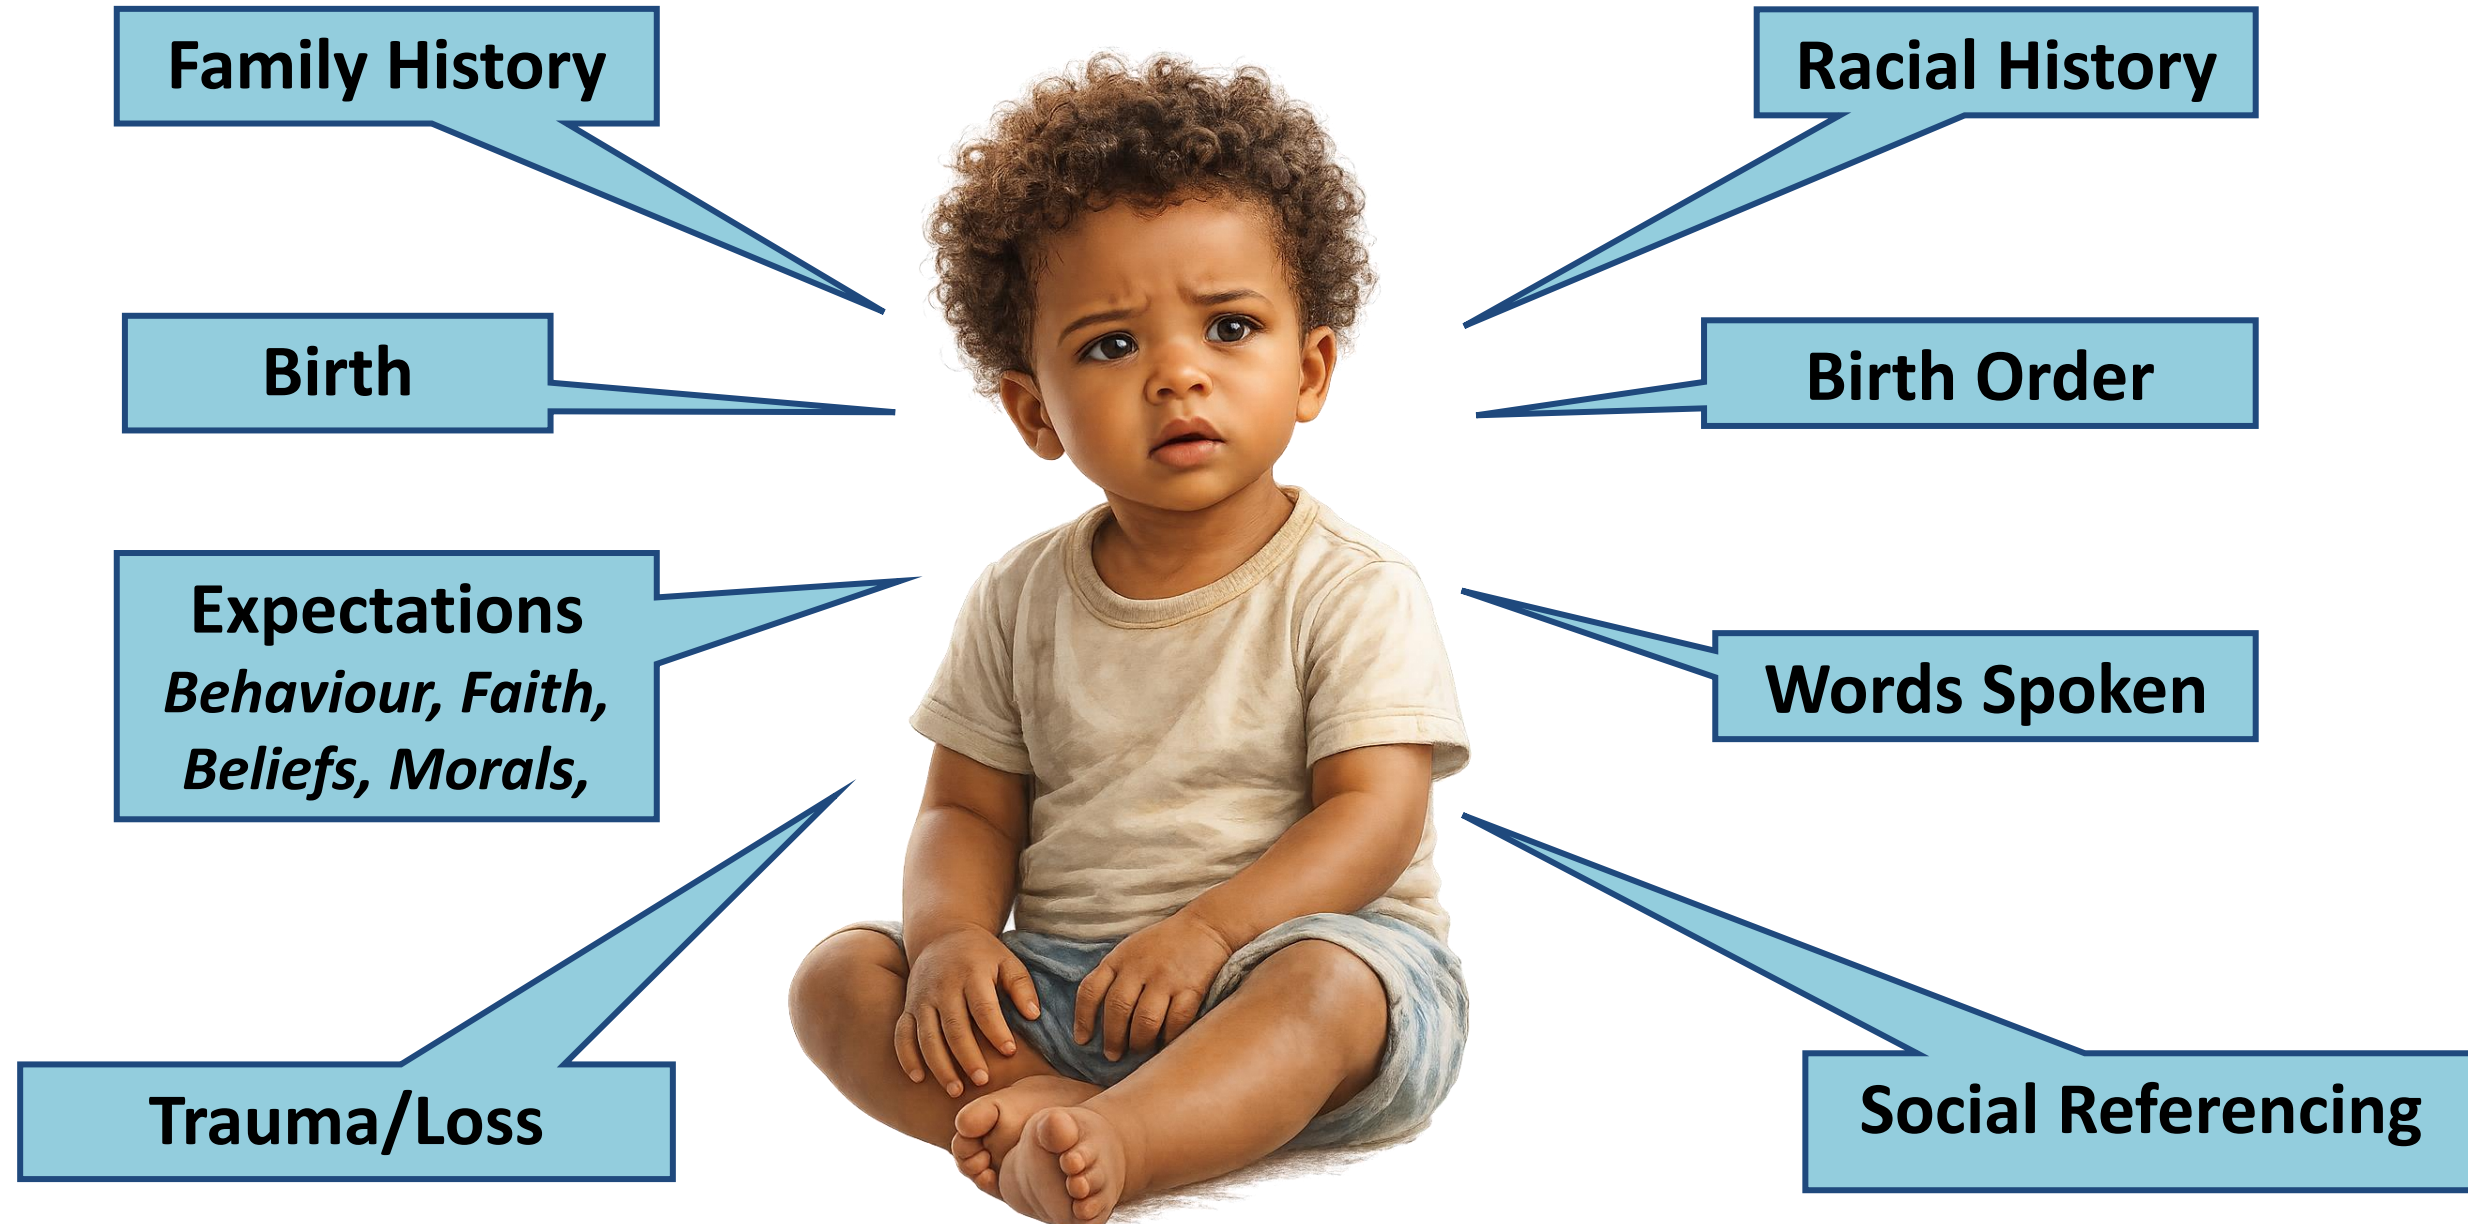 Family History
Racial History
Birth
Birth Order
Expectations
Behaviour, Faith,
Beliefs, Morals,
Words Spoken
Trauma/Loss
Social Referencing